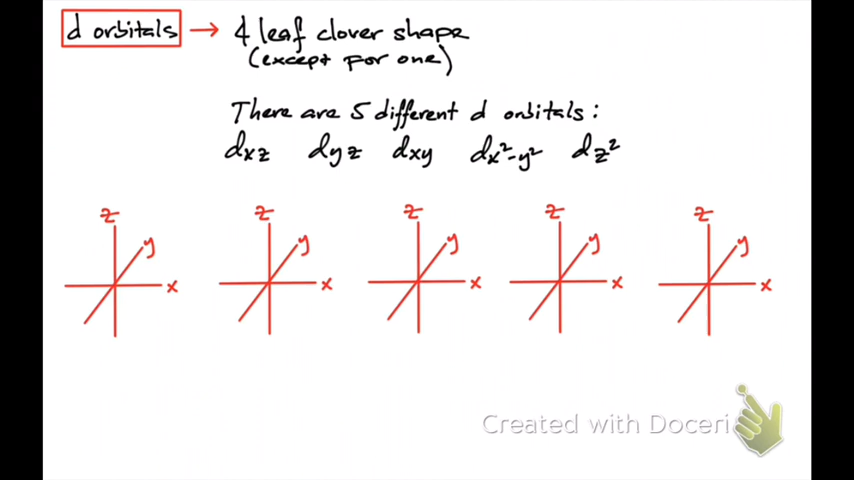 d orbitals → 4 leaf clover shape
(except for one)
There are 5 different d orbitals:
dxz dyz dxy dx²-y² dz²
z z z z z
y y y y y
x x x x x
Created with Doceri